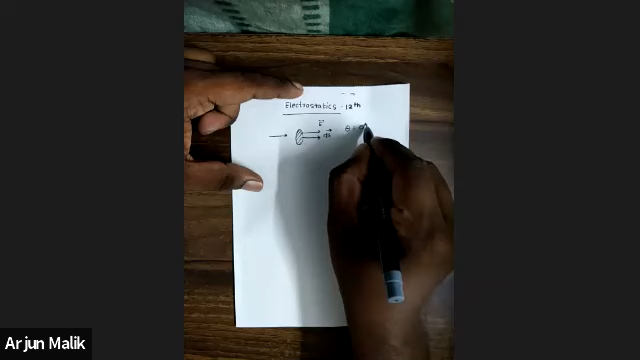 Electrostatics - 12th
E
ds
θ =
Arjun Malik